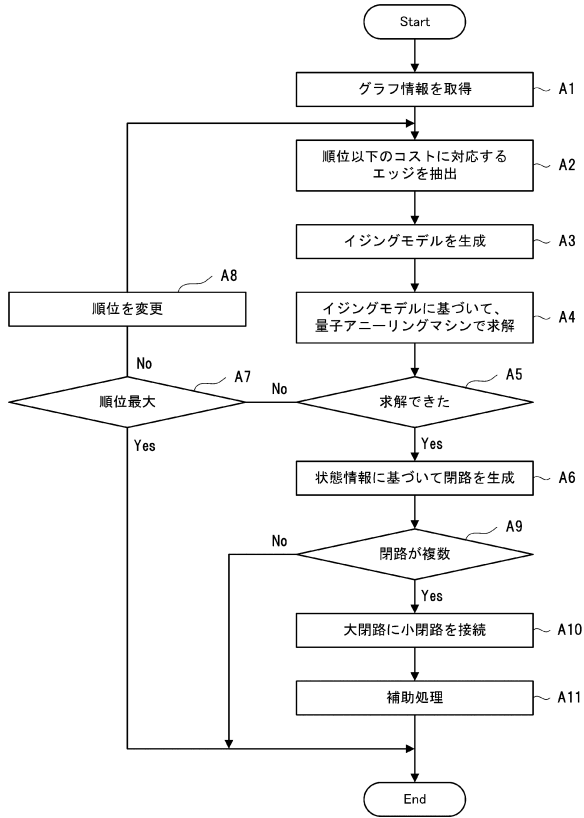 Start
グラフ情報を取得
A1
順位以下のコストに対応する
エッジを抽出
A2
イジングモデルを生成
A3
A8
順位を変更
イジングモデルに基づいて、
量子アニーリングマシンで求解
A4
No
A7
順位最大
No
A5
求解できた
Yes
Yes
状態情報に基づいて閉路を生成
A6
No
A9
閉路が複数
Yes
大閉路に小閉路を接続
A10
補助処理
A11
End